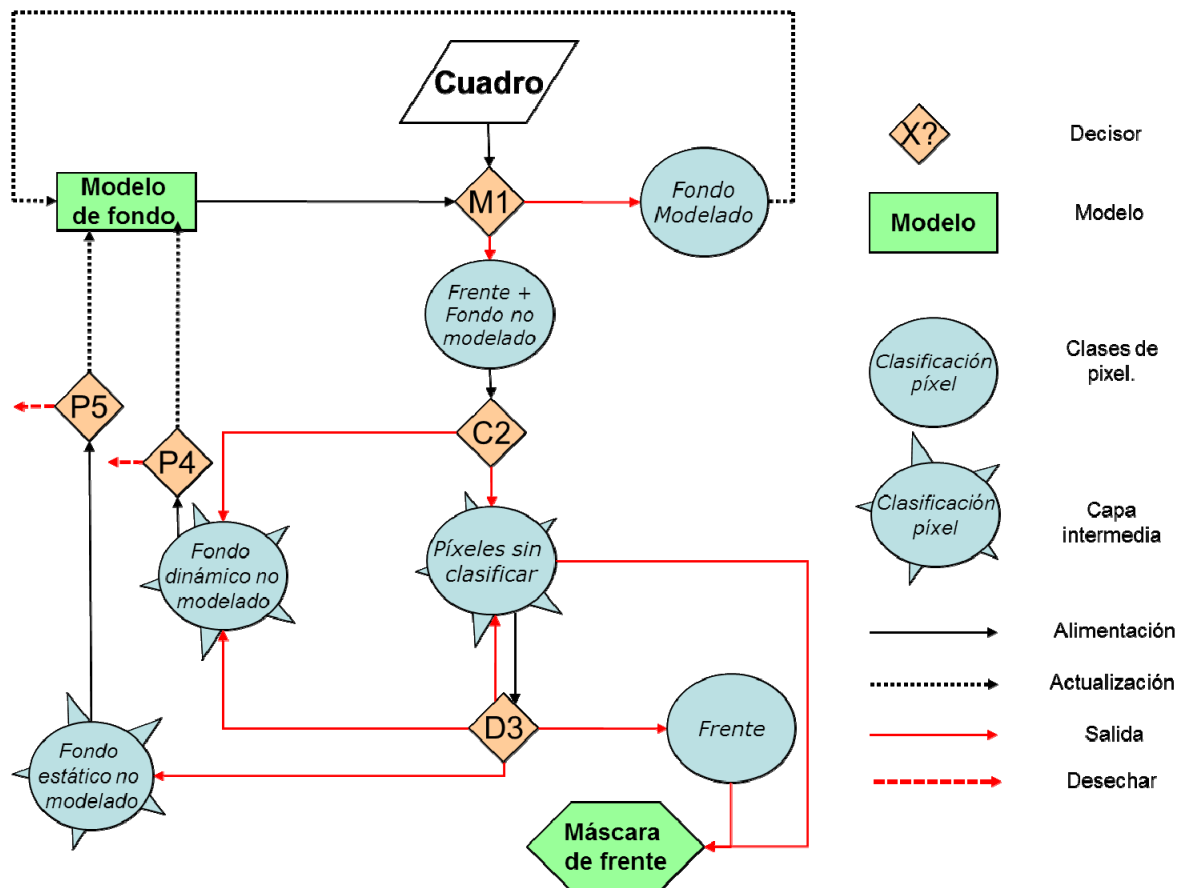 Cuadro
Modelo
de fondo
M1
Fondo
Modelado
Frente +
Fondo no
modelado
P5
P4
C2
Fondo
dinámico no
modelado
Píxeles sin
clasificar
D3
Frente
Fondo
estático no
modelado
Máscara
de frente
X?
Decisor
Modelo
Modelo
Clasificación
píxel
Clases de
pixel.
Clasificación
píxel
Capa
intermedia
Alimentación
Actualización
Salida
Desechar